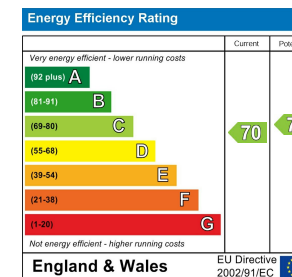 Energy Efficiency Rating
Current
Very energy efficient - lower running costs
(92 plus) A
(81-91) B
(69-80) C
70
(55-68) D
(39-54) E
(21-38) F
(1-20) G
Not energy efficient - higher running costs
England & Wales
EU Directive
2002/91/EC